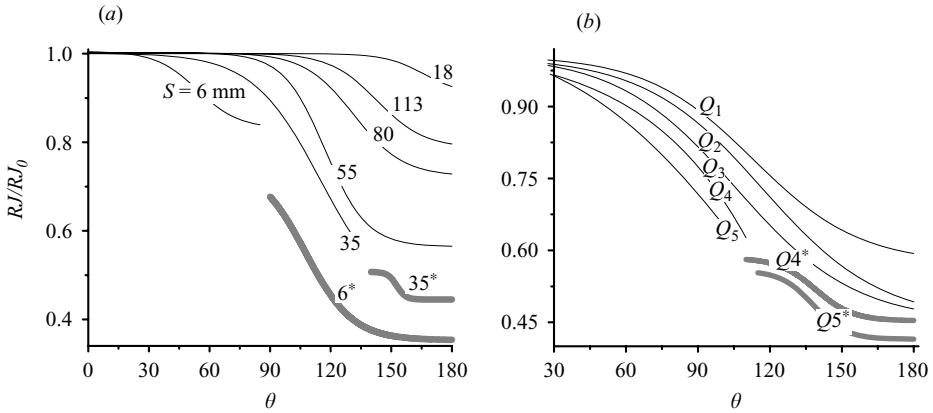 (a)
(b)
1.0
0.8
0.6
0.4
RJ/RJ0
S = 6 mm
18
113
80
55
35
35*
6*
0 30 60 90 120 150 180
θ
0.90
0.75
0.60
0.45
Q1
Q2
Q3
Q4
Q5
Q4*
Q5*
30 60 90 120 150 180
θ